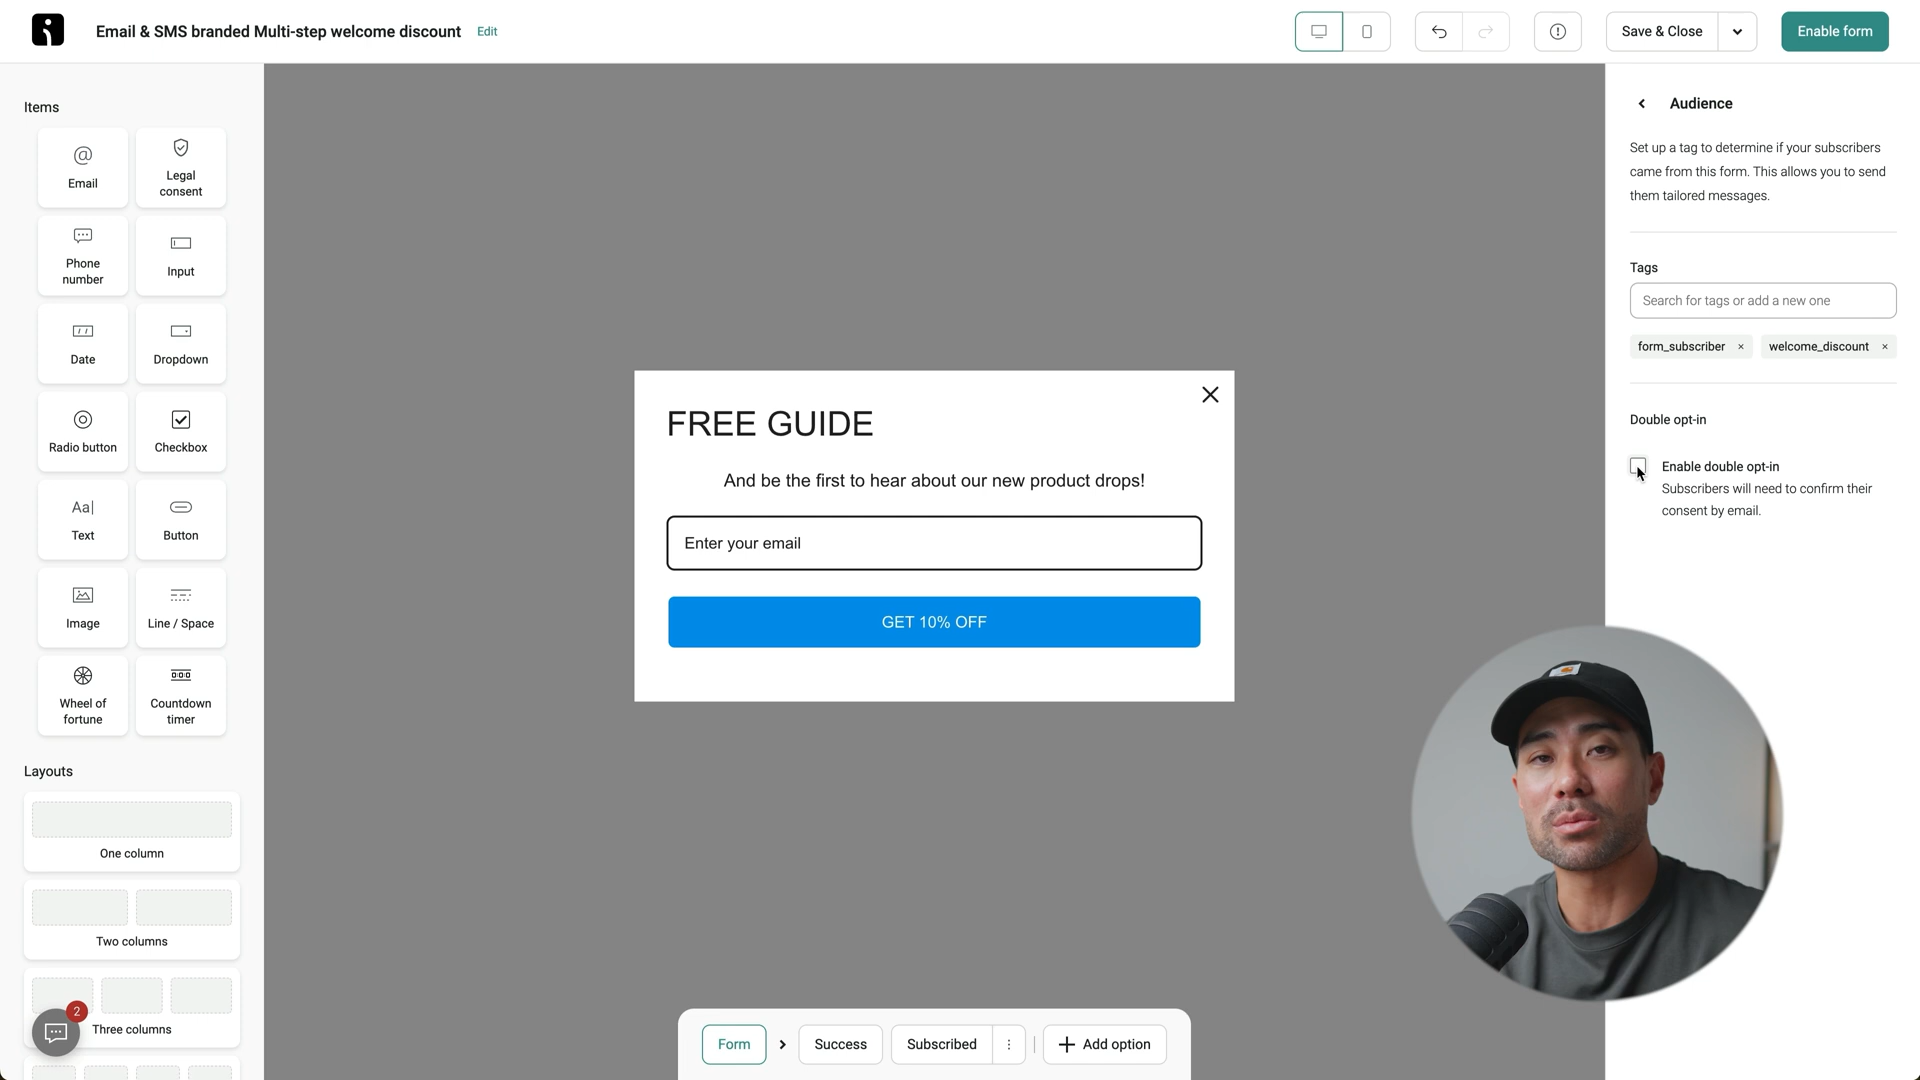 Email & SMS branded Multi-step welcome discount
Edit
Save & Close
Enable form
Items
Email
Legal
consent
Phone
number
Input
Date
Dropdown
Radio button
Checkbox
Aa|
Text
Button
Image
Line / Space
Wheel of
fortune
Countdown
timer
Layouts
One column
Two columns
Three columns
2
FREE GUIDE
And be the first to hear about our new product drops!
Enter your email
GET 10% OFF
Form
Success
Subscribed
Add option
Audience
Set up a tag to determine if your subscribers
came from this form. This allows you to send
them tailored messages.
Tags
Search for tags or add a new one
form_subscriber ×
welcome_discount ×
Double opt-in
Enable double opt-in
Subscribers will need to confirm their
consent by email.